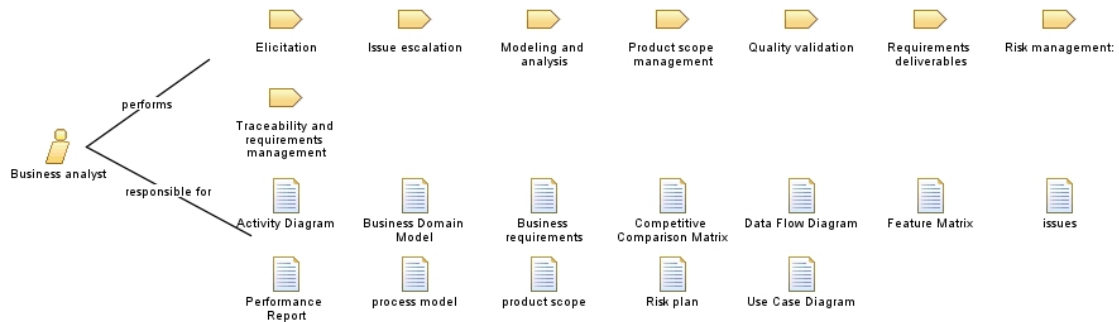 Elicitation
Issue escalation
Modeling and
analysis
Product scope
management
Quality validation
Requirements
deliverables
Risk management:
performs
Traceability and
requirements
management
Business analyst
responsible for
Activity Diagram
Business Domain
Model
Business
requirements
Competitive
Comparison Matrix
Data Flow Diagram
Feature Matrix
issues
Performance
Report
process model
product scope
Risk plan
Use Case Diagram